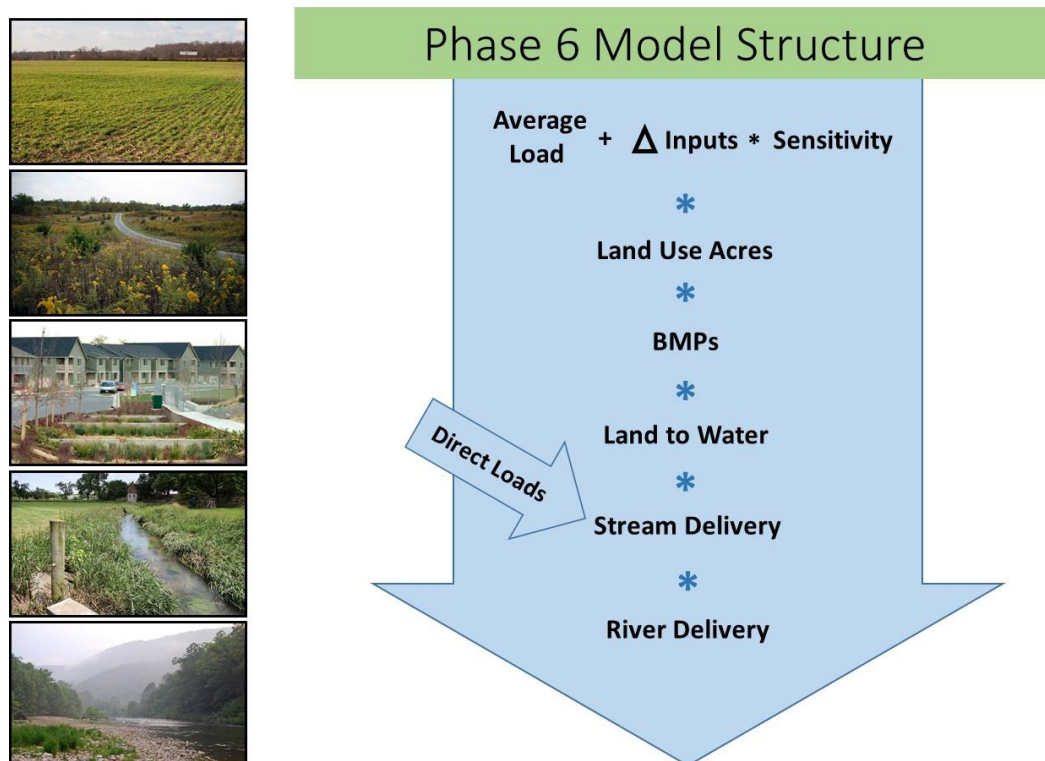 Phase 6 Model Structure
Average
Load
+ Δ Inputs * Sensitivity
*
Land Use Acres
*
BMPs
*
Land to Water
*
Direct Loads
Stream Delivery
*
River Delivery